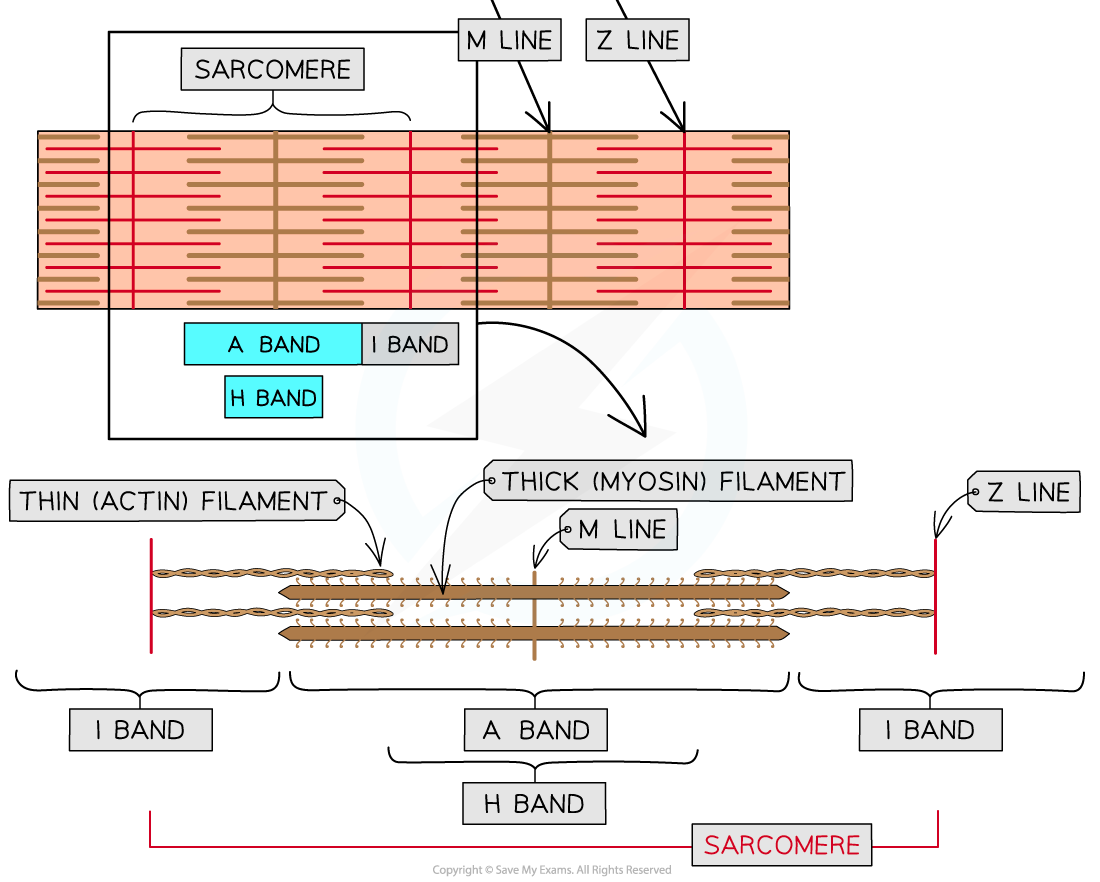 M LINE
Z LINE
SARCOMERE
A BAND
I BAND
H BAND
THICK (MYOSIN) FILAMENT
THIN (ACTIN) FILAMENT
Z LINE
M LINE
I BAND
A BAND
I BAND
H BAND
SARCOMERE
Copyright © Save My Exams. All Rights Reserved